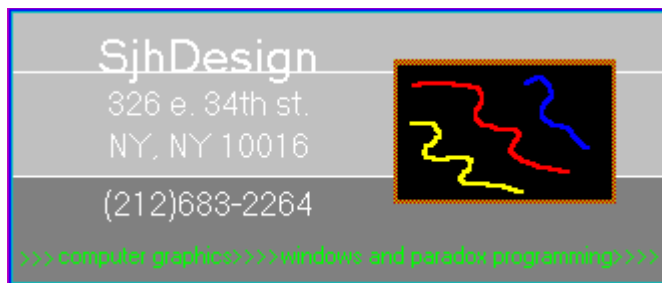 SjhDesign
326 e. 34th st.
NY, NY 10016
(212)683-2264
>>> computer graphics>>>>windows and paradox programming>>>>